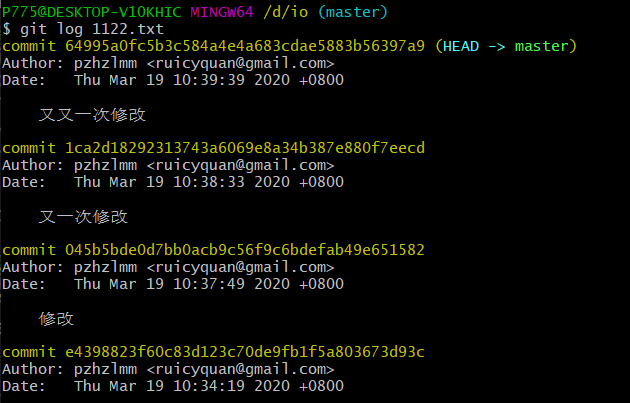 P775@DESKTOP-V1OKHIC MINGW64 /d/io (master)
$ git log 1122.txt
commit 64995a0fc5b3c584a4e4a683cdae5883b56397a9 (HEAD -> master)
Author: pzhzlmm <ruicyquan@gmail.com>
Date:   Thu Mar 19 10:39:39 2020 +0800
又又一次修改
commit 1ca2d18292313743a6069e8a34b387e880f7eecd
Author: pzhzlmm <ruicyquan@gmail.com>
Date:   Thu Mar 19 10:38:33 2020 +0800
又一次修改
commit 045b5bde0d7bb0acb9c56f9c6bdefab49e651582
Author: pzhzlmm <ruicyquan@gmail.com>
Date:   Thu Mar 19 10:37:49 2020 +0800
修改
commit e4398823f60c83d123c70de9fb1f5a803673d93c
Author: pzhzlmm <ruicyquan@gmail.com>
Date:   Thu Mar 19 10:34:19 2020 +0800